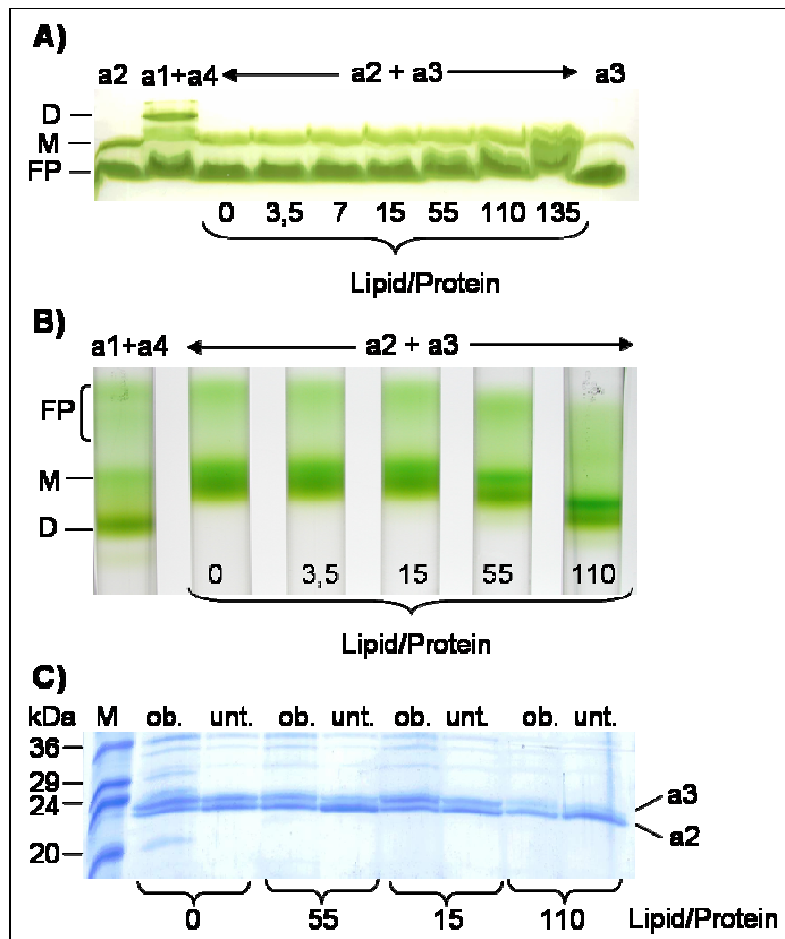 A)
a2 a1+a4 a2 + a3 a3
D
M
FP
0 3,5 7 15 55 110 135
Lipid/Protein
B)
a1+a4 a2 + a3
FP
M
D
0 3,5 15 55 110
Lipid/Protein
C)
kDa M ob. unt. ob. unt. ob. unt. ob. unt.
36
29
24
20
a3
a2
0 55 15 110 Lipid/Protein